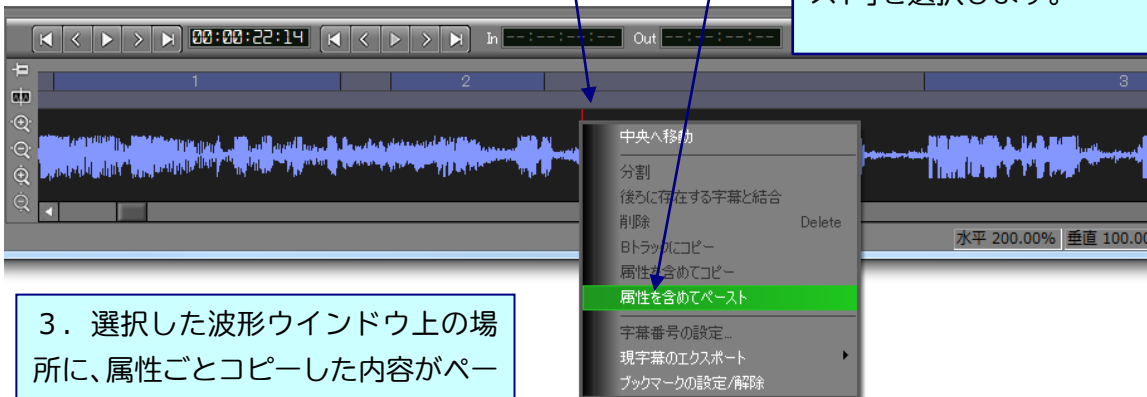 スト」を選択します。
00:00:22:14 In --:--:--:-- Out --:--:--:--
1 2 3
中央へ移動
分割
後ろに存在する字幕と結合
削除 Delete
Bトラックにコピー
属性を含めてコピー
属性を含めてペースト
字幕番号の設定...
現字幕のエクスポート
ブックマークの設定/解除
水平 200.00% 垂直 100.00
3．選択した波形ウインドウ上の場
所に、属性ごとコピーした内容がペー